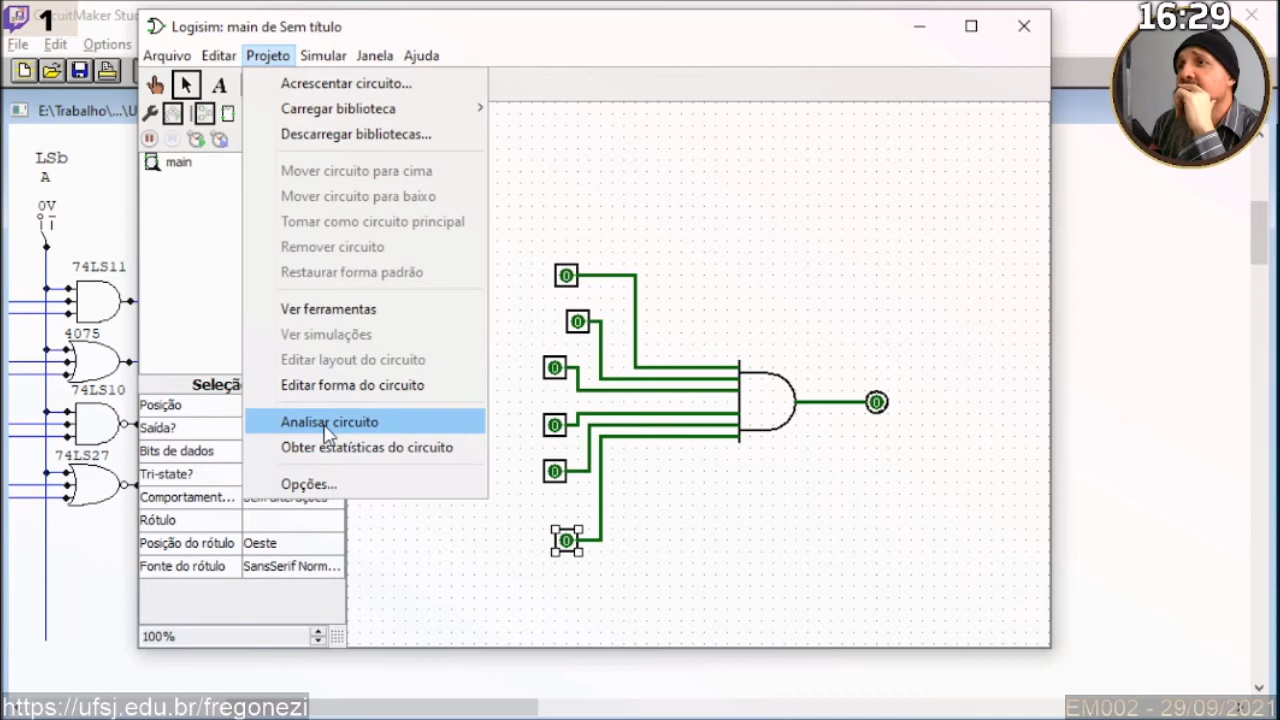 1
CircuitMaker Stu
File Edit Options
16:29
Logisim: main de Sem título
Arquivo Editar Projeto Simular Janela Ajuda
A
E:\Trabalho\...\U
main
LSb
A
0V
74LS11
4075
74LS10
74LS27
Acrescentar circuito...
Carregar biblioteca
Descarregar bibliotecas...
Mover circuito para cima
Mover circuito para baixo
Tomar como circuito principal
Remover circuito
Restaurar forma padrão
Ver ferramentas
Ver simulações
Editar layout do circuito
Editar forma do circuito
Analisar circuito
Obter estatísticas do circuito
Opções...
Seleçã
Posição
Saída?
Bits de dados
Tri-state?
Comportament...
Rótulo
Posição do rótulo Oeste
Fonte do rótulo SansSerif Norm...
100%
0
0
0
0
0
0
0
https://ufsj.edu.br/fregonezi
EM002 - 29/09/2021